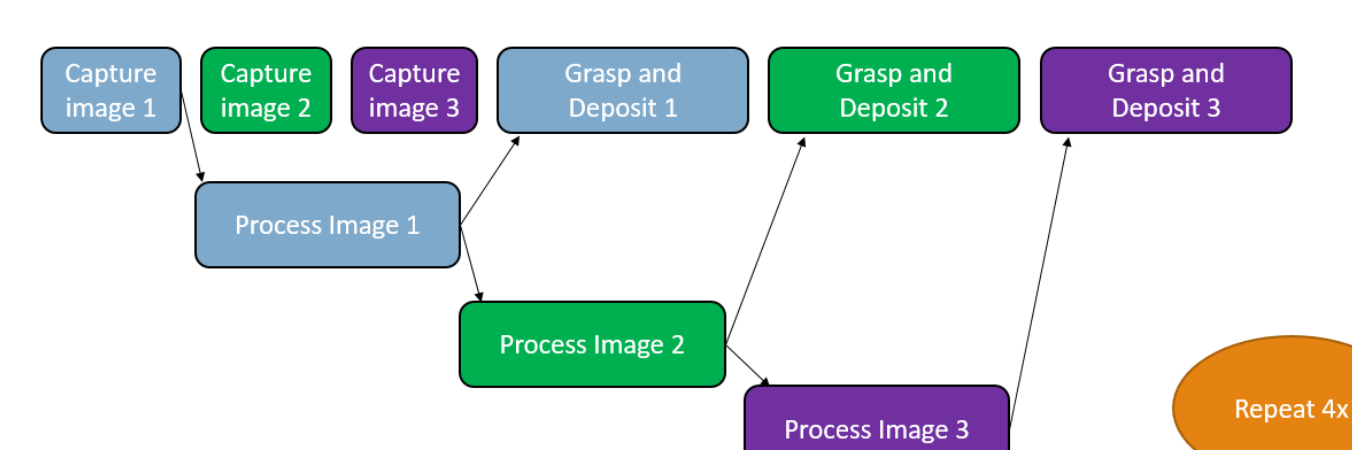 Capture
image 1
Capture
image 2
Capture
image 3
Grasp and
Deposit 1
Grasp and
Deposit 2
Grasp and
Deposit 3
Process Image 1
Process Image 2
Process Image 3
Repeat 4x